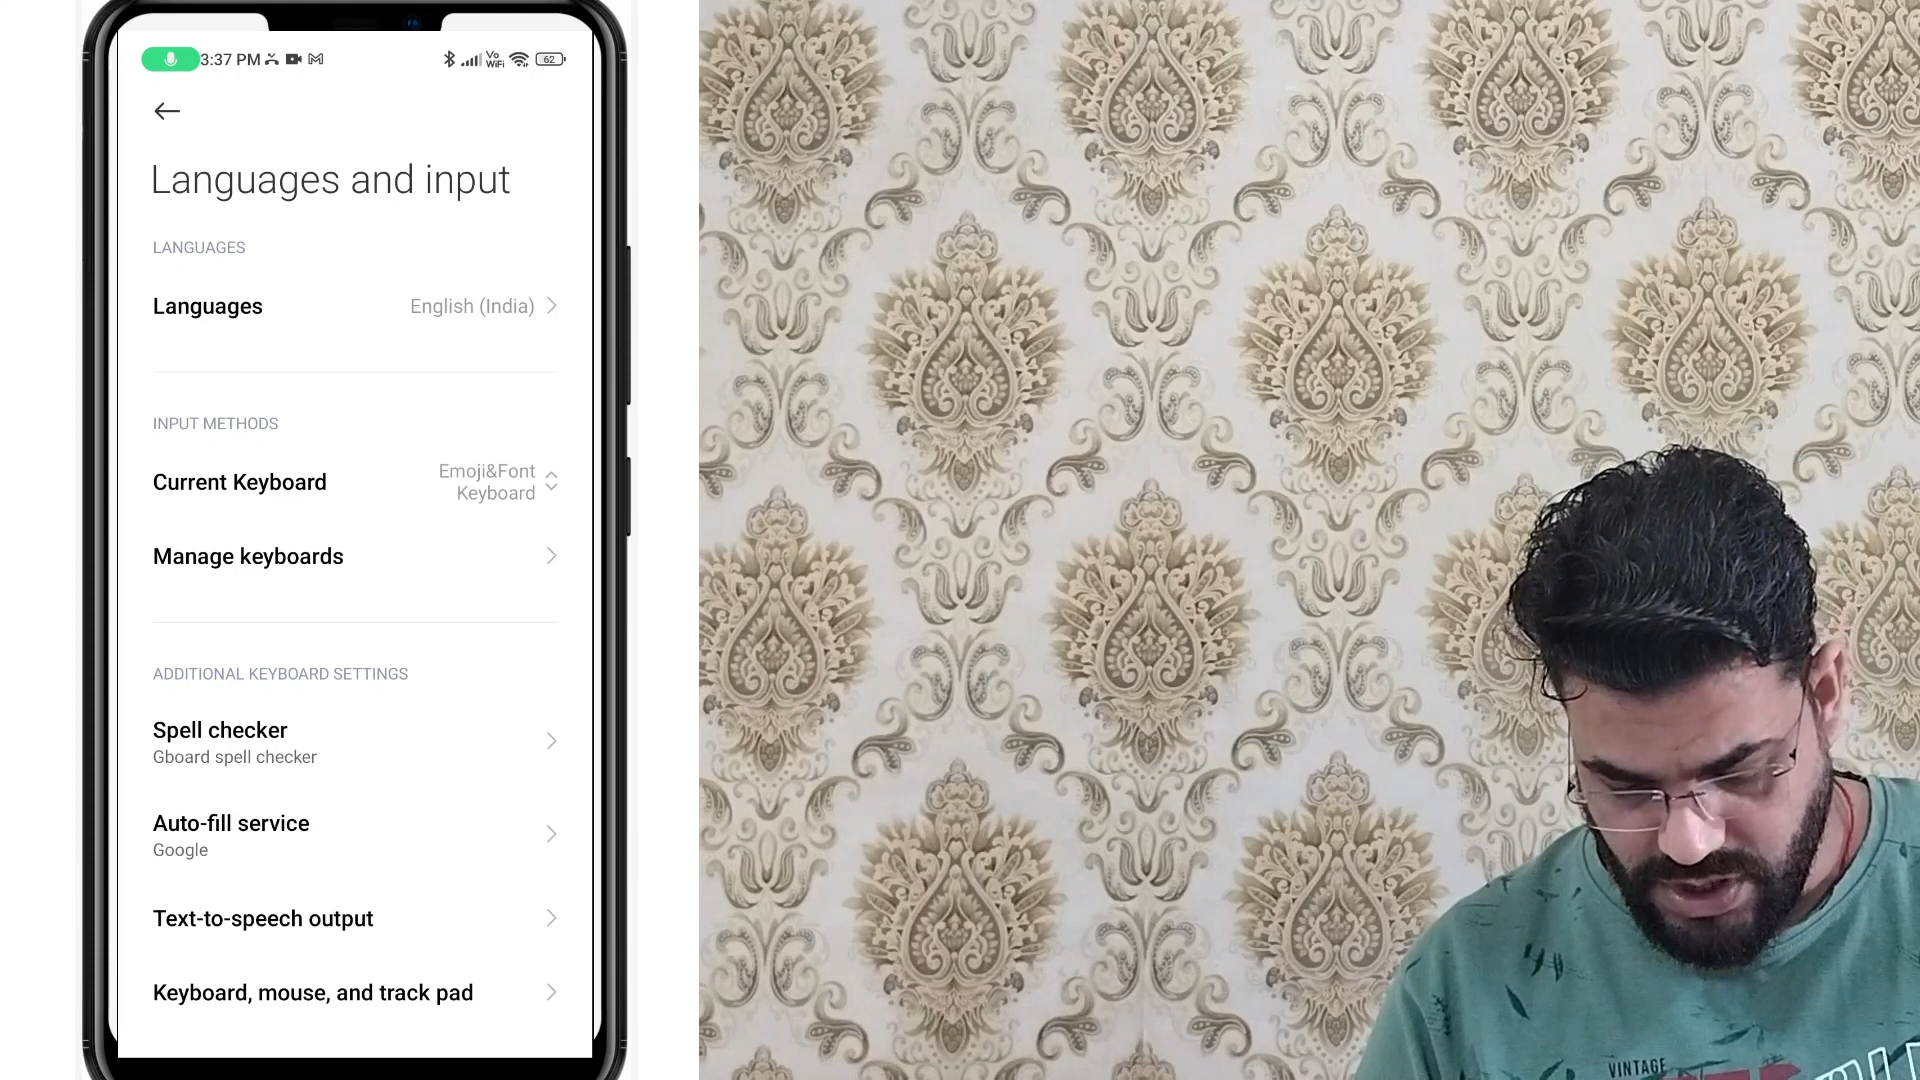 3:37 PM
Vo
WiFi
62
Languages and input
LANGUAGES
Languages
English (India)
INPUT METHODS
Current Keyboard
Emoji&Font
Keyboard
Manage keyboards
ADDITIONAL KEYBOARD SETTINGS
Spell checker
Gboard spell checker
Auto-fill service
Google
Text-to-speech output
Keyboard, mouse, and track pad
VINTAGE